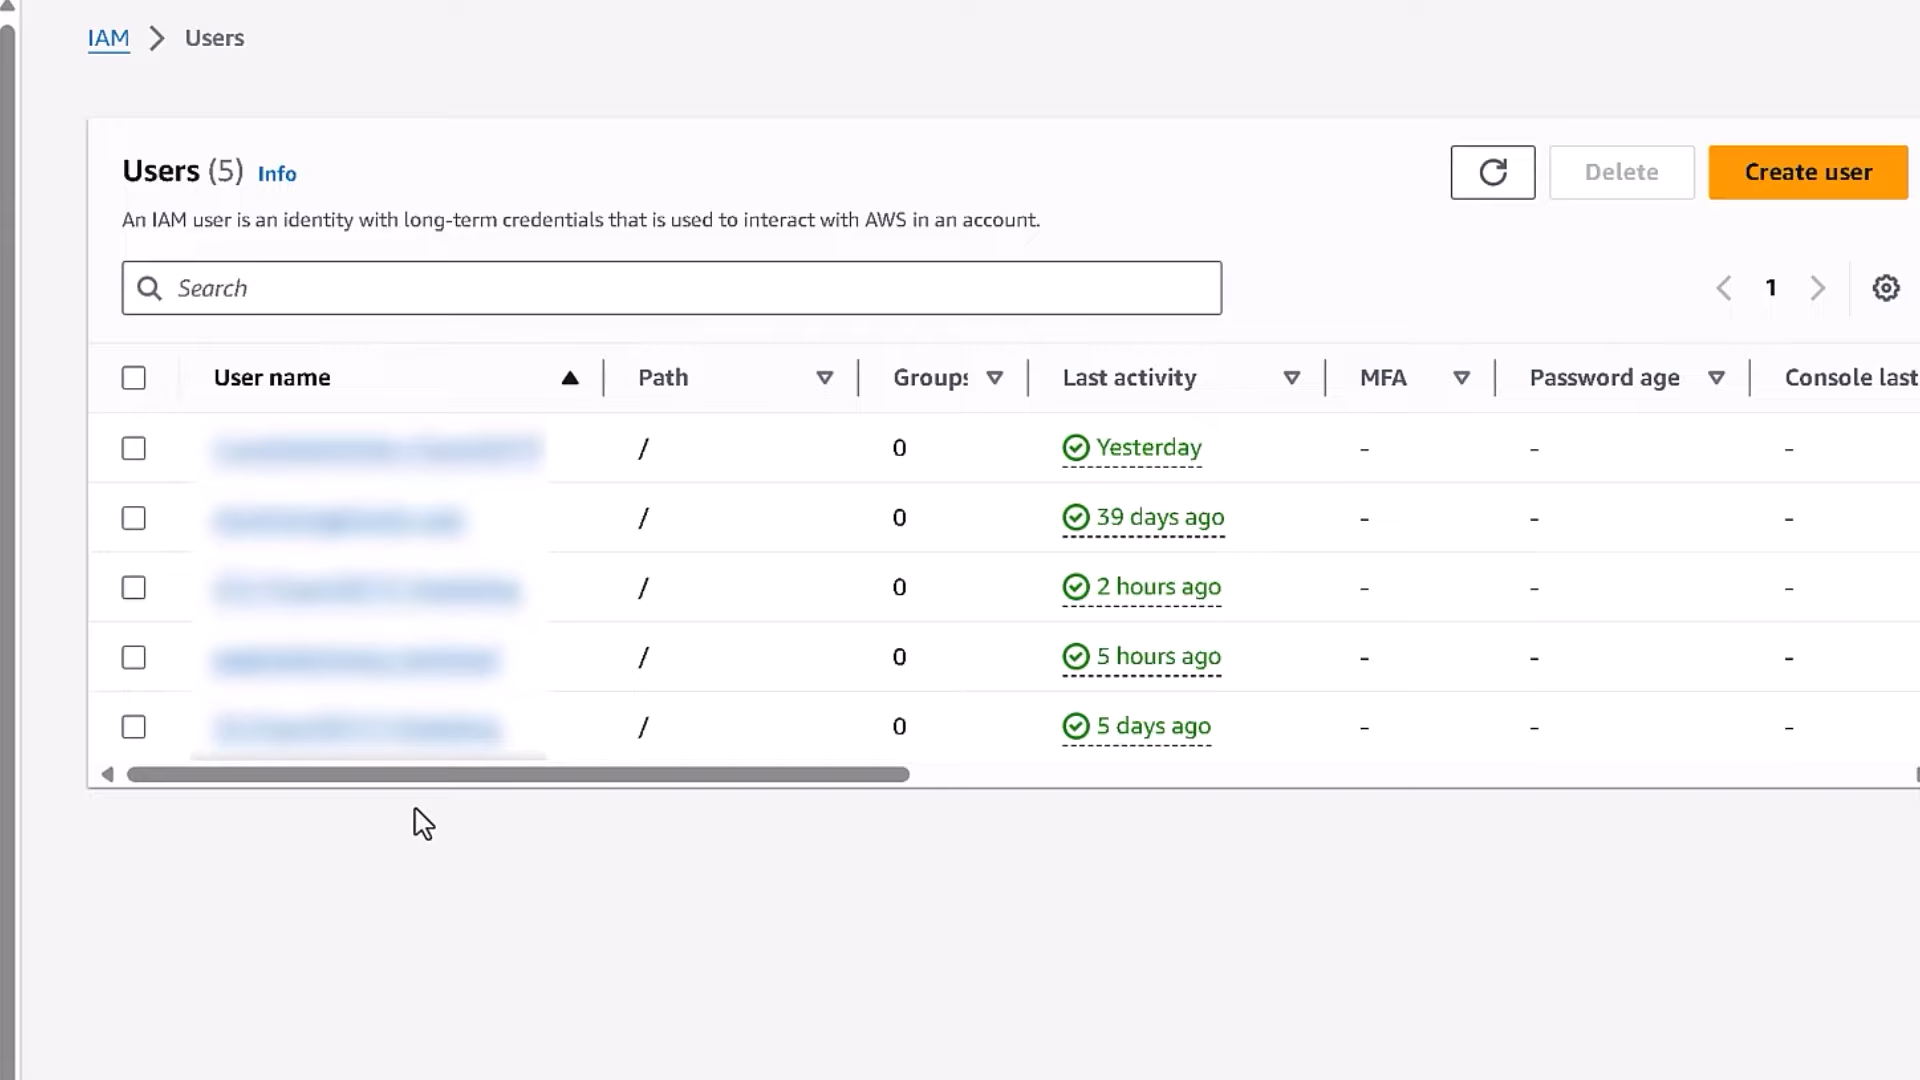 IAM > Users
Users (5) Info
Delete
Create user
An IAM user is an identity with long-term credentials that is used to interact with AWS in an account.
Search
1
User name Path Groups Last activity MFA Password age Console last
/ 0 Yesterday - - -
/ 0 39 days ago - - -
/ 0 2 hours ago - - -
/ 0 5 hours ago - - -
/ 0 5 days ago - - -